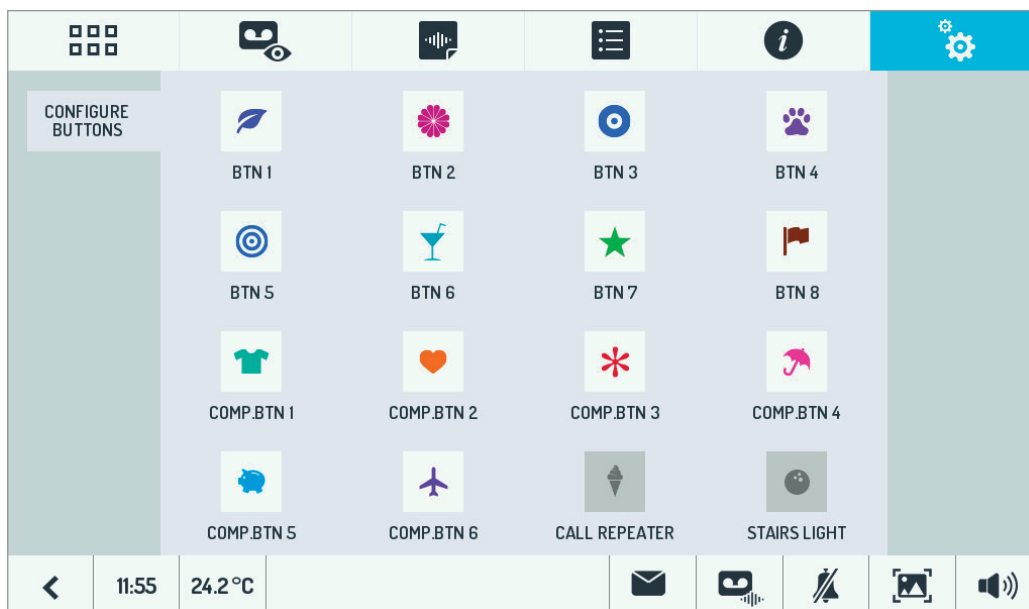 CONFIGURE
BUTTONS
BTN 1
BTN 2
BTN 3
BTN 4
BTN 5
BTN 6
BTN 7
BTN 8
COMP.BTN 1
COMP.BTN 2
COMP.BTN 3
COMP.BTN 4
COMP.BTN 5
COMP.BTN 6
CALL REPEATER
STAIRS LIGHT
11:55
24.2 °C